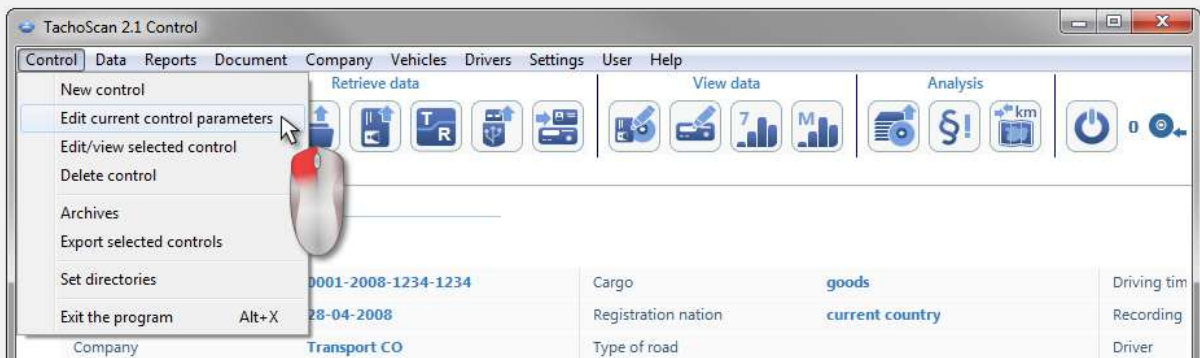 TachoScan 2.1 Control
Control Data Reports Document Company Vehicles Drivers Settings User Help
New control
Edit current control parameters
Edit/view selected control
Delete control
Archives
Export selected controls
Set directories
Exit the program Alt+X
Retrieve data View data Analysis
T R 7 M §! km 0
0001-2008-1234-1234 Cargo goods Driving tim
28-04-2008 Registration nation current country Recording
Company Transport CO Type of road Driver